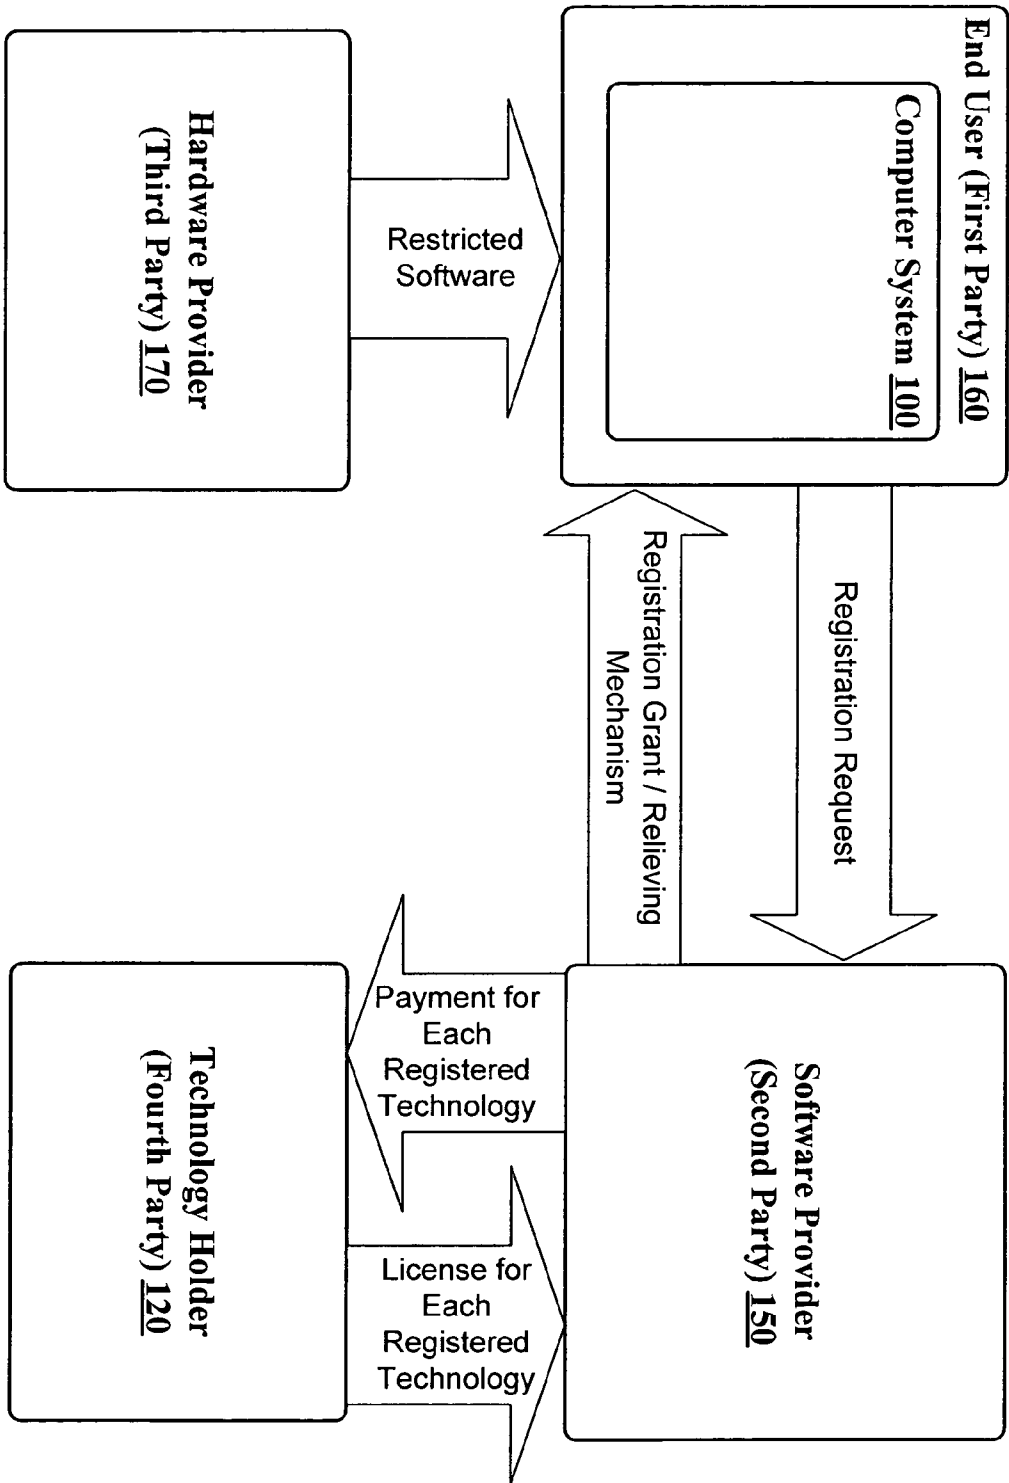 End User (First Party) 160
Computer System 100
Registration Request
Registration Grant / Relieving
Mechanism
Software Provider
(Second Party) 150
Restricted
Software
Hardware Provider
(Third Party) 170
Payment for
Each
Registered
Technology
License for
Each
Registered
Technology
Technology Holder
(Fourth Party) 120